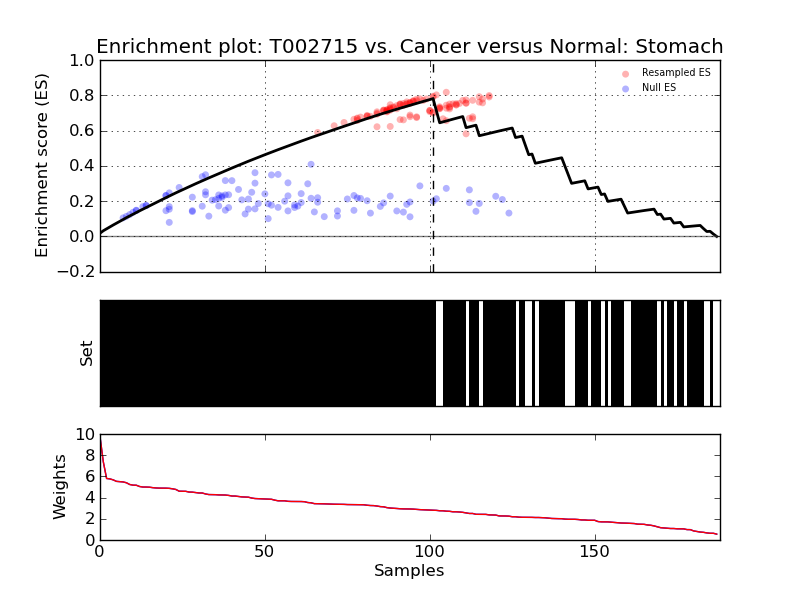 Enrichment plot: T002715 vs. Cancer versus Normal: Stomach
Enrichment score (ES)
1.0
0.8
0.6
0.4
0.2
0.0
−0.2
Resampled ES
Null ES
Set
Weights
10
8
6
4
2
0
0 50 100 150
Samples